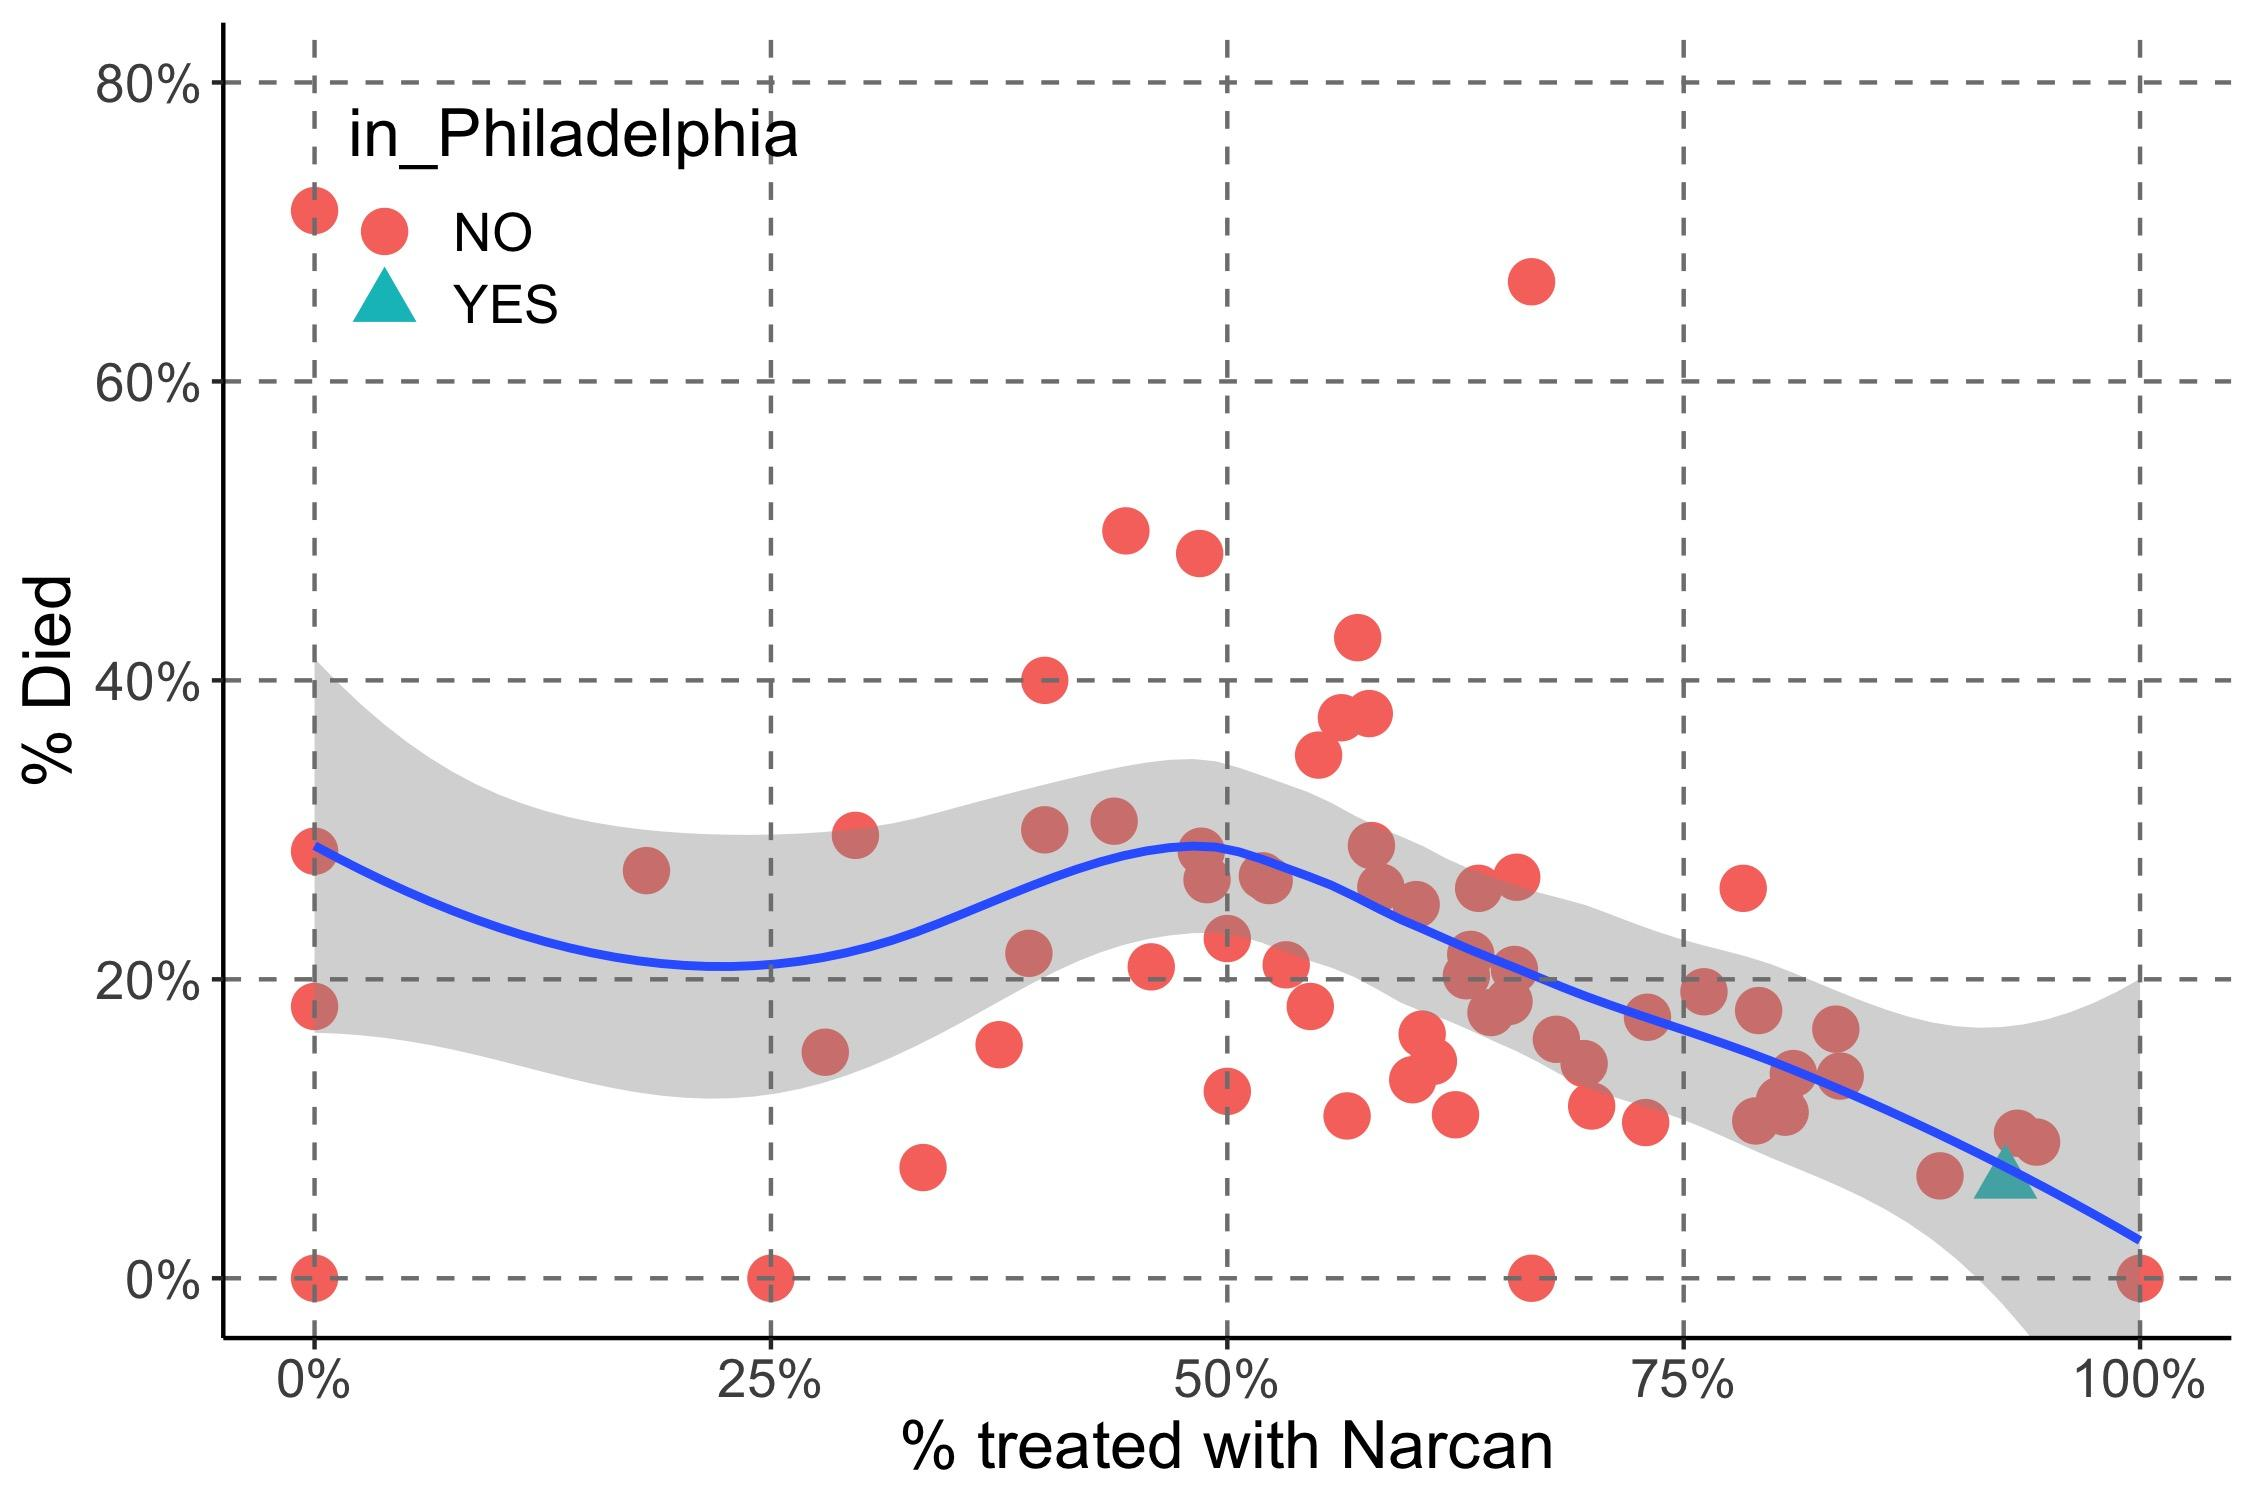 80%
in_Philadelphia
NO
YES
60%
40%
20%
0%
% Died
0% 25% 50% 75% 100%
% treated with Narcan